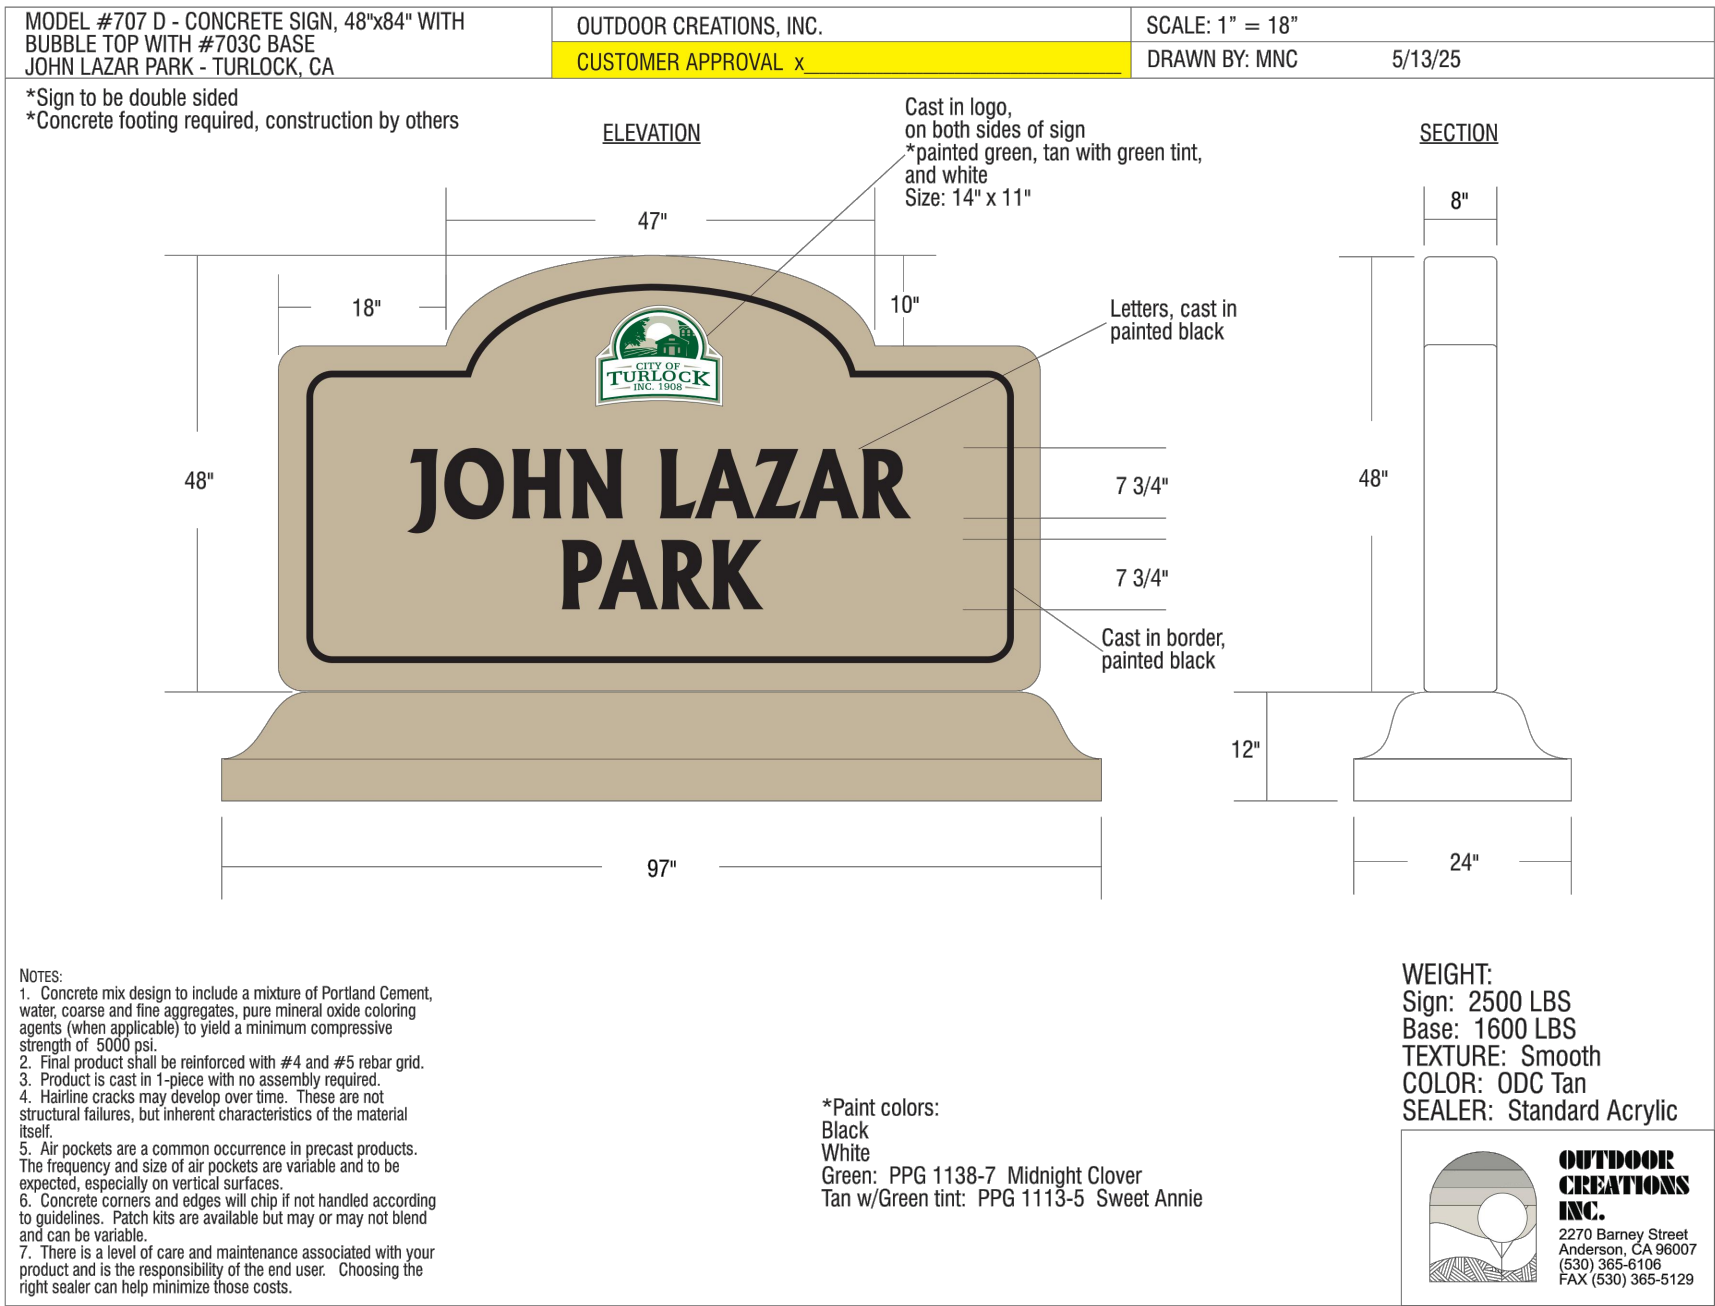 MODEL #707 D - CONCRETE SIGN, 48"x84" WITH
BUBBLE TOP WITH #703C BASE
JOHN LAZAR PARK - TURLOCK, CA
OUTDOOR CREATIONS, INC.
CUSTOMER APPROVAL x
SCALE: 1” = 18”
DRAWN BY: MNC 5/13/25
*Sign to be double sided
*Concrete footing required, construction by others
ELEVATION
Cast in logo,
on both sides of sign
*painted green, tan with green tint,
and white
Size: 14" x 11"
SECTION
47"
8"
18"
10"
Letters, cast in
painted black
CITY OF
TURLOCK
INC. 1908
JOHN LAZAR
PARK
48"
7 3/4"
7 3/4"
48"
Cast in border,
painted black
12"
97"
24"
NOTES:
1. Concrete mix design to include a mixture of Portland Cement,
water, coarse and fine aggregates, pure mineral oxide coloring
agents (when applicable) to yield a minimum compressive
strength of 5000 psi.
2. Final product shall be reinforced with #4 and #5 rebar grid.
3. Product is cast in 1-piece with no assembly required.
4. Hairline cracks may develop over time. These are not
structural failures, but inherent characteristics of the material
itself.
5. Air pockets are a common occurrence in precast products.
The frequency and size of air pockets are variable and to be
expected, especially on vertical surfaces.
6. Concrete corners and edges will chip if not handled according
to guidelines. Patch kits are available but may or may not blend
and can be variable.
7. There is a level of care and maintenance associated with your
product and is the responsibility of the end user. Choosing the
right sealer can help minimize those costs.
*Paint colors:
Black
White
Green: PPG 1138-7 Midnight Clover
Tan w/Green tint: PPG 1113-5 Sweet Annie
WEIGHT:
Sign: 2500 LBS
Base: 1600 LBS
TEXTURE: Smooth
COLOR: ODC Tan
SEALER: Standard Acrylic
OUTDOOR
CREATIONS
INC.
2270 Barney Street
Anderson, CA 96007
(530) 365-6106
FAX (530) 365-5129